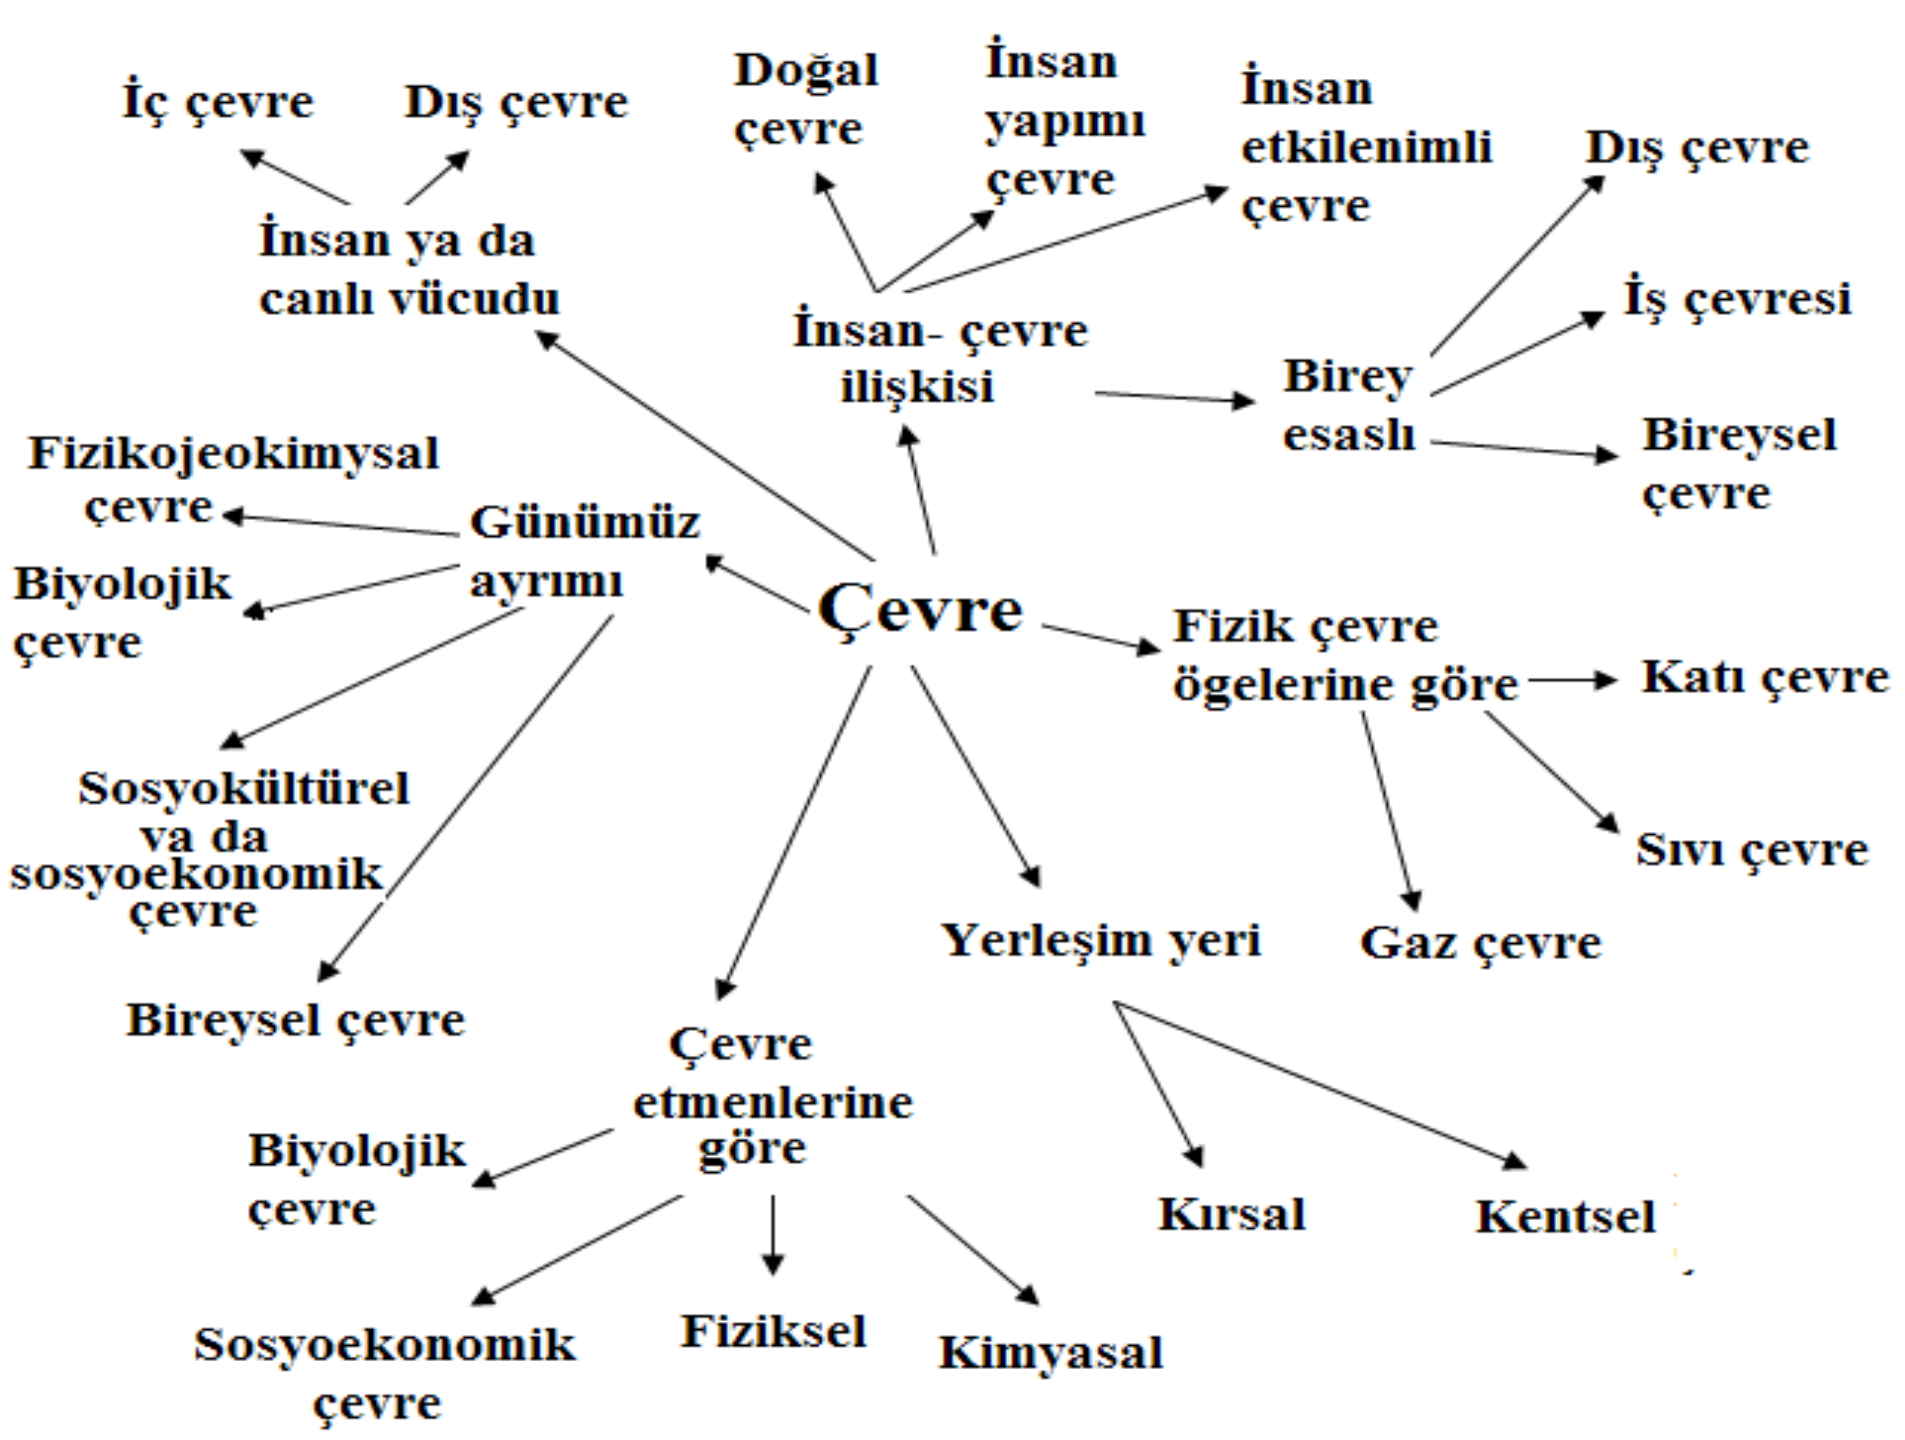 İç çevre
Dış çevre
Doğal
çevre
İnsan
yapımı
çevre
İnsan
etkilenimli
çevre
Dış çevre
İnsan ya da
canlı vücudu
İnsan- çevre
ilişkisi
İş çevresi
Birey
esaslı
Bireysel
çevre
Fizikojeokimysal
çevre
Günümüz
ayrımı
Biyolojik
çevre
Çevre
Fizik çevre
ögelerine göre
Katı çevre
Sosyokültürel
va da
sosyoekonomik
çevre
Sıvı çevre
Yerleşim yeri
Gaz çevre
Bireysel çevre
Çevre
etmenlerine
göre
Biyolojik
çevre
Kırsal
Kentsel
Sosyoekonomik
çevre
Fiziksel
Kimyasal